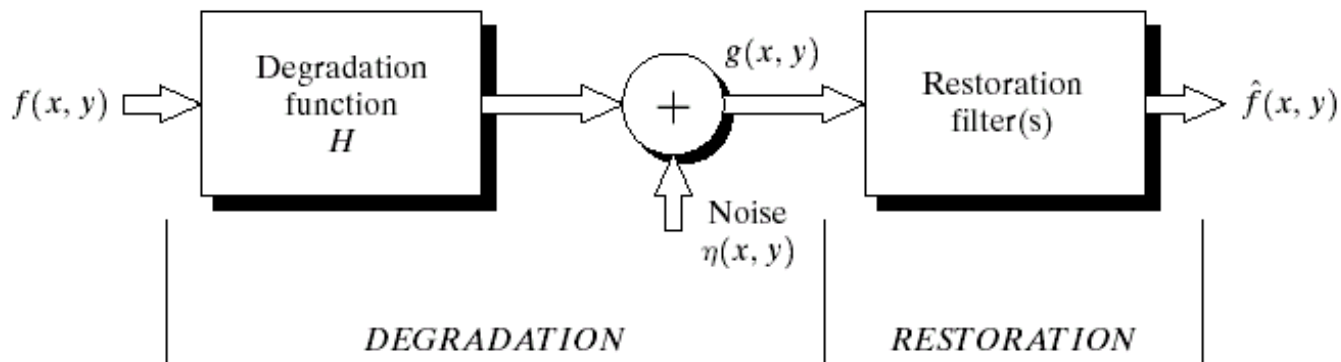 f(x, y)
Degradation
function
H
+
g(x, y)
Noise
η(x, y)
Restoration
filter(s)
f̂(x, y)
DEGRADATION
RESTORATION